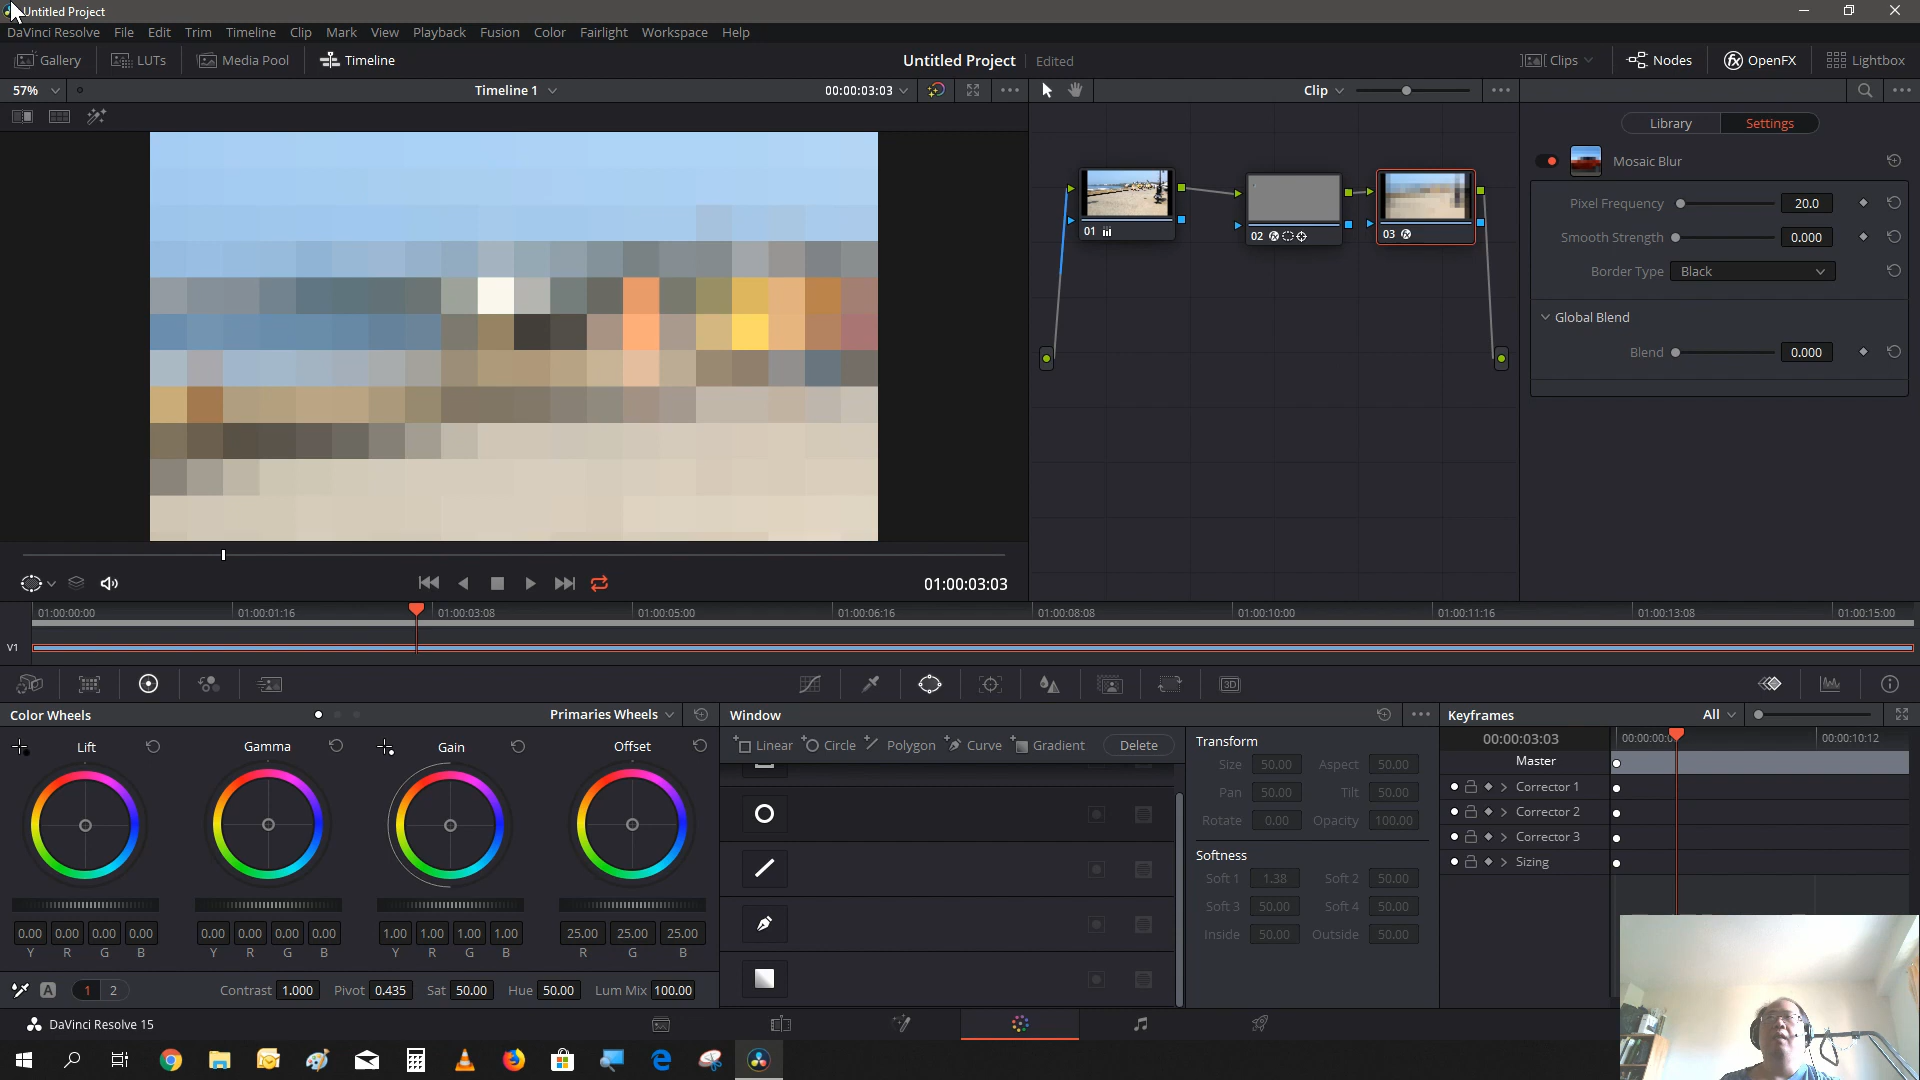 Untitled Project
DaVinci Resolve File Edit Trim Timeline Clip Mark View Playback Fusion Color Fairlight Workspace Help
Gallery LUTs Media Pool Timeline Untitled Project Edited Clips Nodes OpenFX Lightbox
57% Timeline 1 00:00:03:03 Clip
Library Settings
Mosaic Blur
Pixel Frequency 20.0
Smooth Strength 0.000
Border Type Black
Global Blend
Blend 0.000
01
02
03
01:00:03:03
01:00:00:00 01:00:01:16 01:00:03:08 01:00:05:00 01:00:06:16 01:00:08:08 01:00:10:00 01:00:11:16 01:00:13:08 01:00:15:00
V1
3D
Color Wheels Primaries Wheels
Lift Gamma Gain Offset
0.00 0.00 0.00 0.00 0.00 0.00 0.00 0.00 1.00 1.00 1.00 1.00 25.00 25.00 25.00
Y R G B Y R G B Y R G B R G B
A 1 2 Contrast 1.000 Pivot 0.435 Sat 50.00 Hue 50.00 Lum Mix 100.00
Window
Linear Circle Polygon Curve Gradient Delete
Transform
Size 50.00 Aspect 50.00
Pan 50.00 Tilt 50.00
Rotate 0.00 Opacity 100.00
Softness
Soft 1 1.38 Soft 2 50.00
Soft 3 50.00 Soft 4 50.00
Inside 50.00 Outside 50.00
Keyframes All
00:00:03:03 00:00:0 00:00:10:12
Master
Corrector 1
Corrector 2
Corrector 3
Sizing
DaVinci Resolve 15